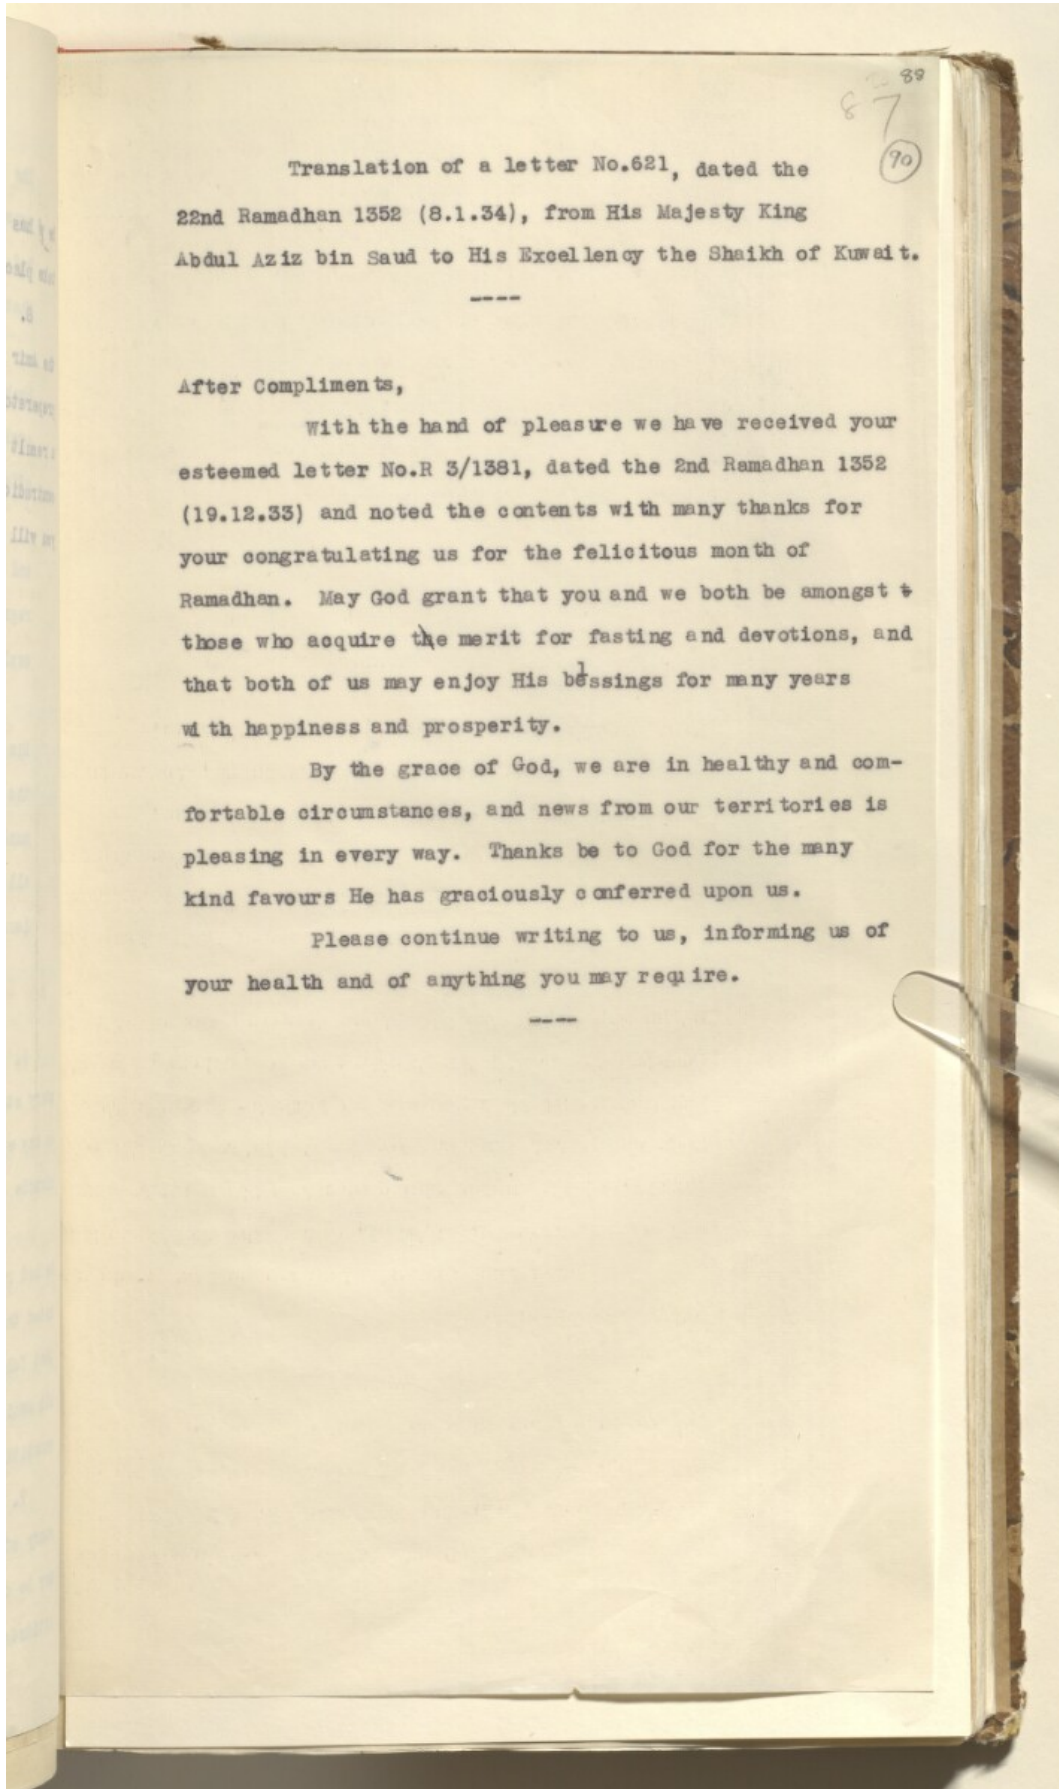 88
87
90
Translation of a letter No.621, dated the
22nd Ramadhan 1352 (8.1.34), from His Majesty King
Abdul Aziz bin Saud to His Excellency the Shaikh of Kuwait.
----
After Compliments,
With the hand of pleasure we have received your
esteemed letter No.R 3/1381, dated the 2nd Ramadhan 1352
(19.12.33) and noted the contents with many thanks for
your congratulating us for the felicitous month of
Ramadhan. May God grant that you and we both be amongst t
those who acquire the merit for fasting and devotions, and
that both of us may enjoy His blessings for many years
with happiness and prosperity.
By the grace of God, we are in healthy and com-
fortable circumstances, and news from our territories is
pleasing in every way. Thanks be to God for the many
kind favours He has graciously conferred upon us.
Please continue writing to us, informing us of
your health and of anything you may require.
----